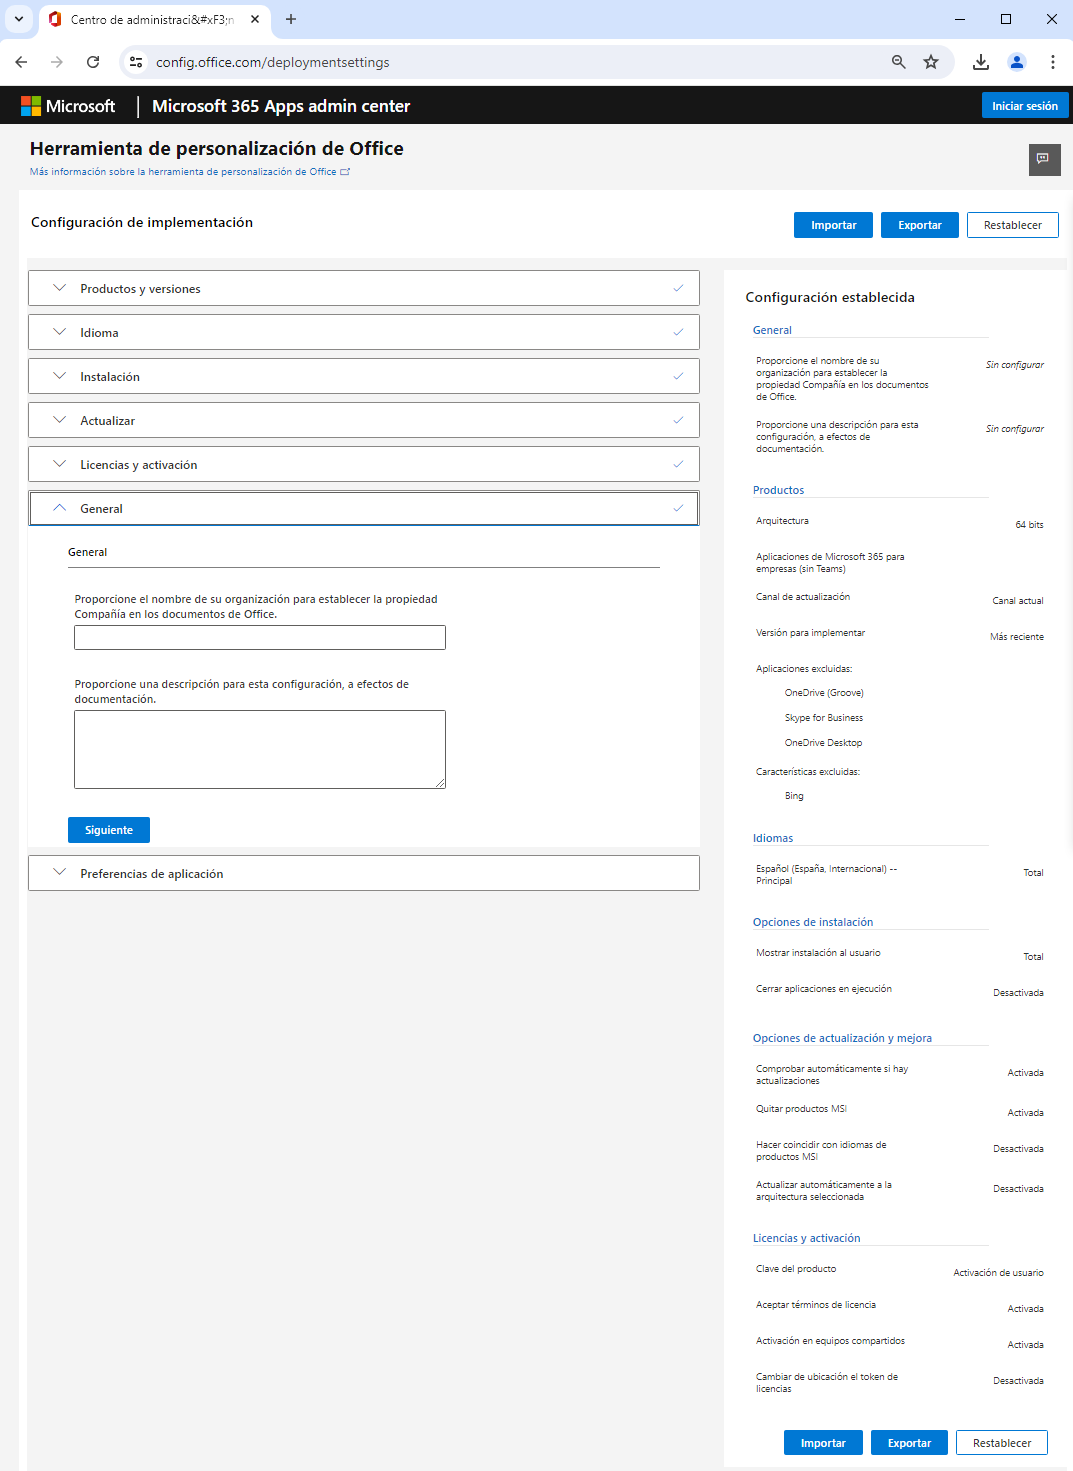 Centro de administraci&#xF3;n
config.office.com/deploymentsettings
Microsoft
Microsoft 365 Apps admin center
Iniciar sesión
Herramienta de personalización de Office
Más información sobre la herramienta de personalización de Office
Configuración de implementación
Importar
Exportar
Restablecer
Productos y versiones
Idioma
Instalación
Actualizar
Licencias y activación
General
General
Proporcione el nombre de su organización para establecer la propiedad
Compañía en los documentos de Office.
Proporcione una descripción para esta configuración, a efectos de
documentación.
Siguiente
Preferencias de aplicación
Configuración establecida
General
Proporcione el nombre de su
organización para establecer la
propiedad Compañía en los documentos
de Office.
Sin configurar
Proporcione una descripción para esta
configuración, a efectos de
documentación.
Sin configurar
Productos
Arquitectura
64 bits
Aplicaciones de Microsoft 365 para
empresas (sin Teams)
Canal de actualización
Canal actual
Versión para implementar
Más reciente
Aplicaciones excluidas:
OneDrive (Groove)
Skype for Business
OneDrive Desktop
Características excluidas:
Bing
Idiomas
Español (España, Internacional) --
Principal
Total
Opciones de instalación
Mostrar instalación al usuario
Total
Cerrar aplicaciones en ejecución
Desactivada
Opciones de actualización y mejora
Comprobar automáticamente si hay
actualizaciones
Activada
Quitar productos MSI
Activada
Hacer coincidir con idiomas de
productos MSI
Desactivada
Actualizar automáticamente a la
arquitectura seleccionada
Desactivada
Licencias y activación
Clave del producto
Activación de usuario
Aceptar términos de licencia
Activada
Activación en equipos compartidos
Activada
Cambiar de ubicación el token de
licencias
Desactivada
Importar
Exportar
Restablecer